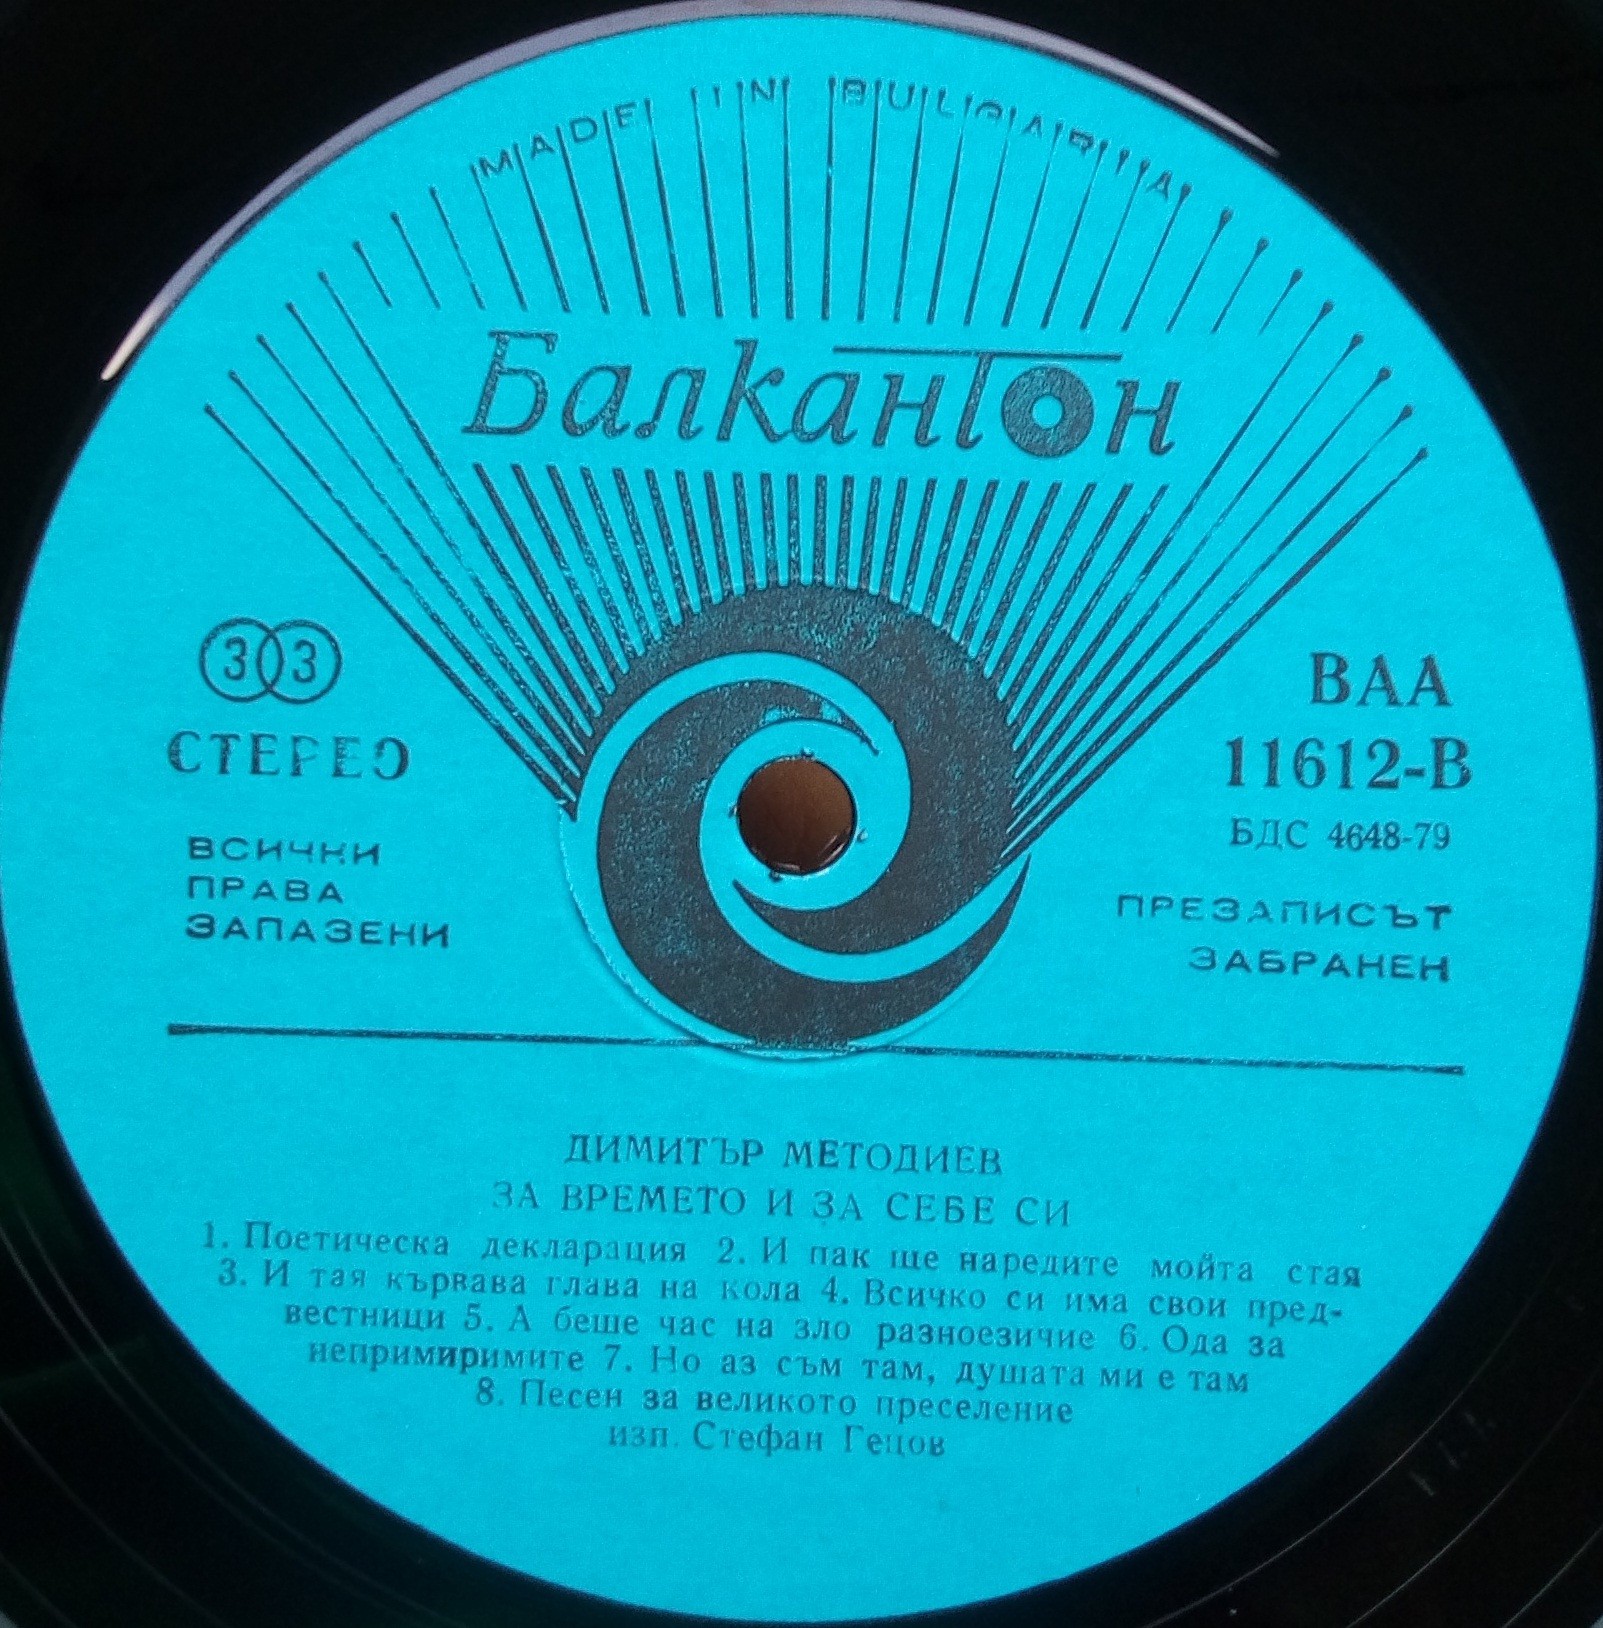 MADE IN BULGARIA
Балкантон
33
СТЕРЕО
ВСИЧКИ
ПРАВА
ЗАПАЗЕНИ
ВАА
11612-В
БДС 4648-79
ПРЕЗАПИСЪТ
ЗАБРАНЕН
ДИМИТЪР МЕТОДИЕВ
ЗА ВРЕМЕТО И ЗА СЕБЕ СИ
1. Поетическа декларация 2. И пак ще наредите мойта стая
3. И тая кървава глава на кола 4. Всичко си има свои пред-
вестници 5. А беше час на зло разноезичие 6. Ода за
непримиримите 7. Но аз съм там, душата ми е там
8. Песен за великото преселение
изп. Стефан Гецов